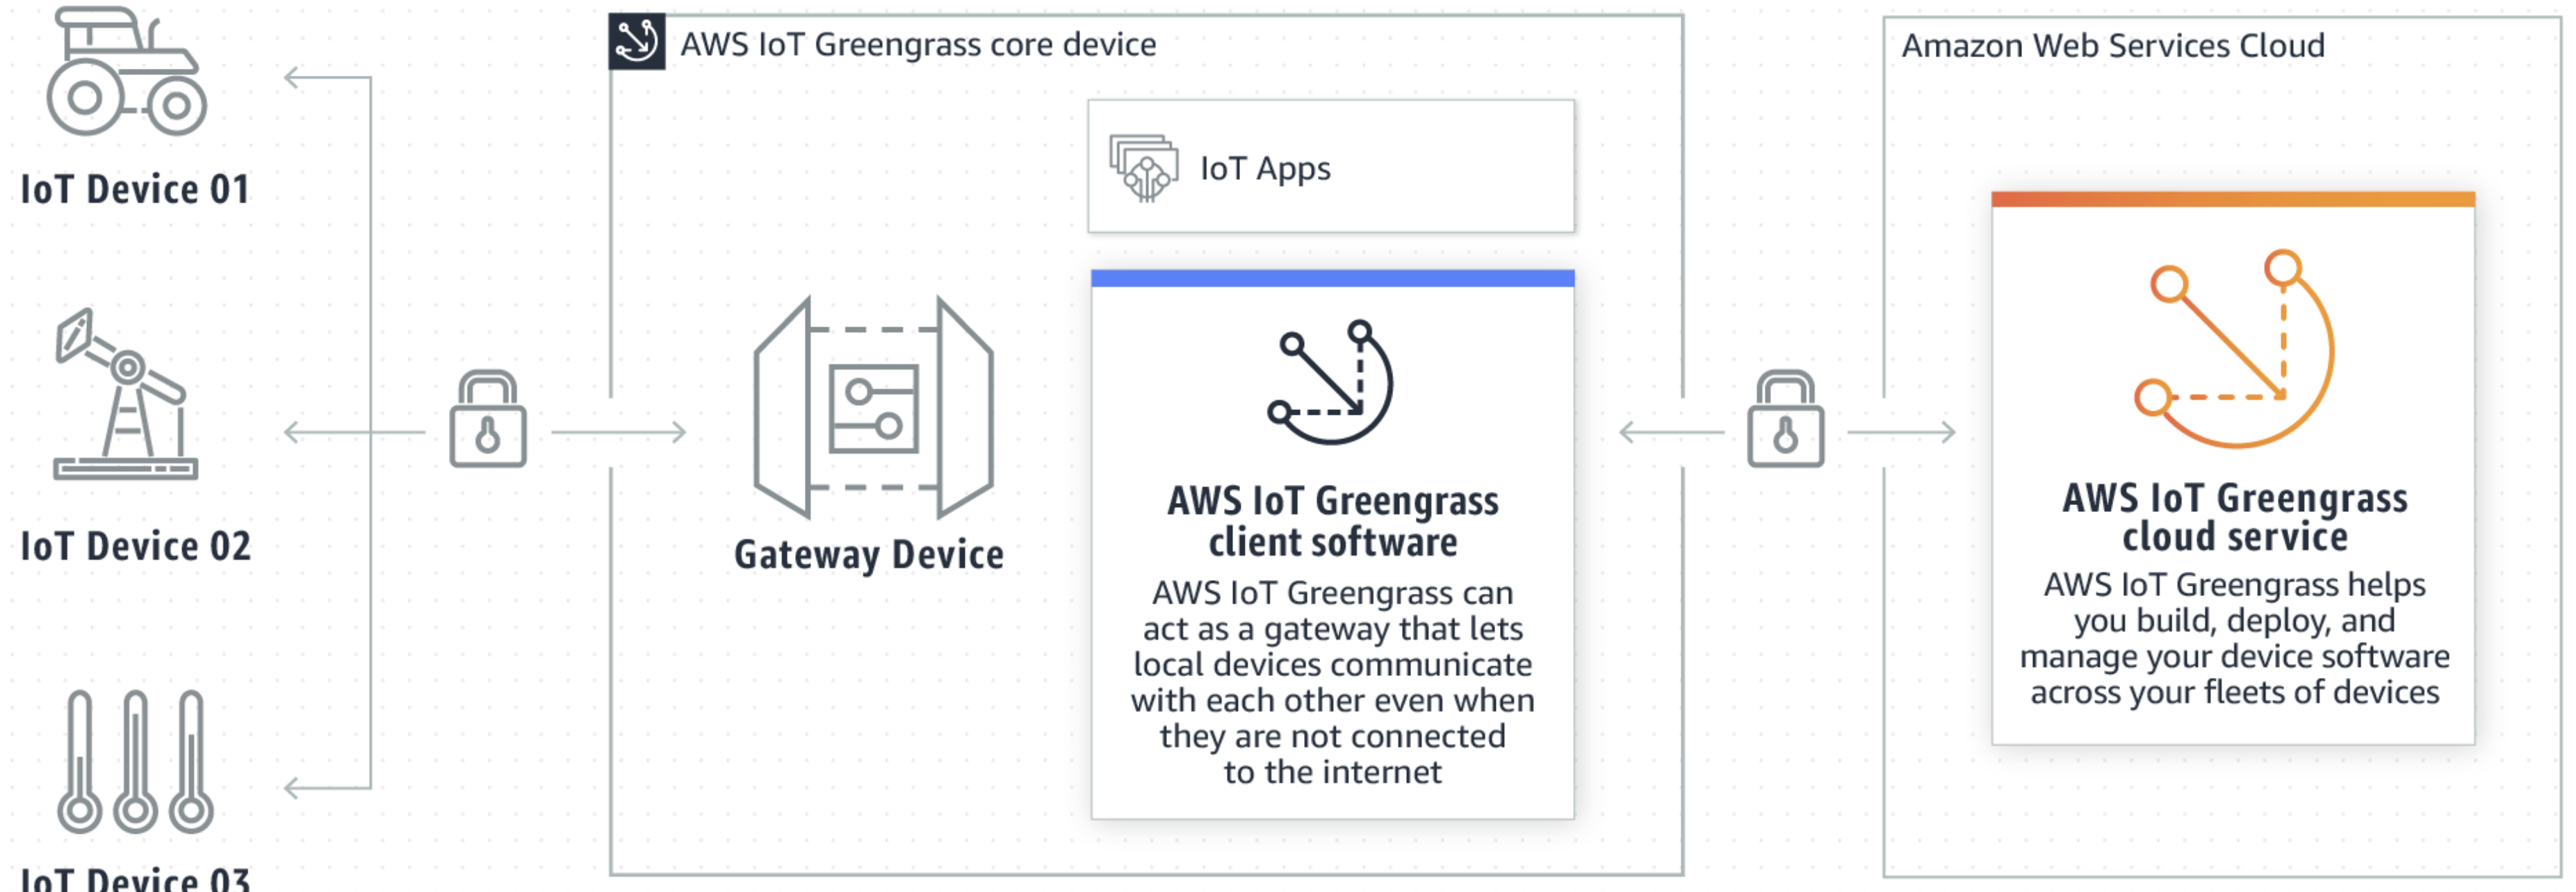 IoT Device 01
IoT Device 02
IoT Device 03
AWS IoT Greengrass core device
IoT Apps
Gateway Device
AWS IoT Greengrass
client software
AWS IoT Greengrass can
act as a gateway that lets
local devices communicate
with each other even when
they are not connected
to the internet
Amazon Web Services Cloud
AWS IoT Greengrass
cloud service
AWS IoT Greengrass helps
you build, deploy, and
manage your device software
across your fleets of devices